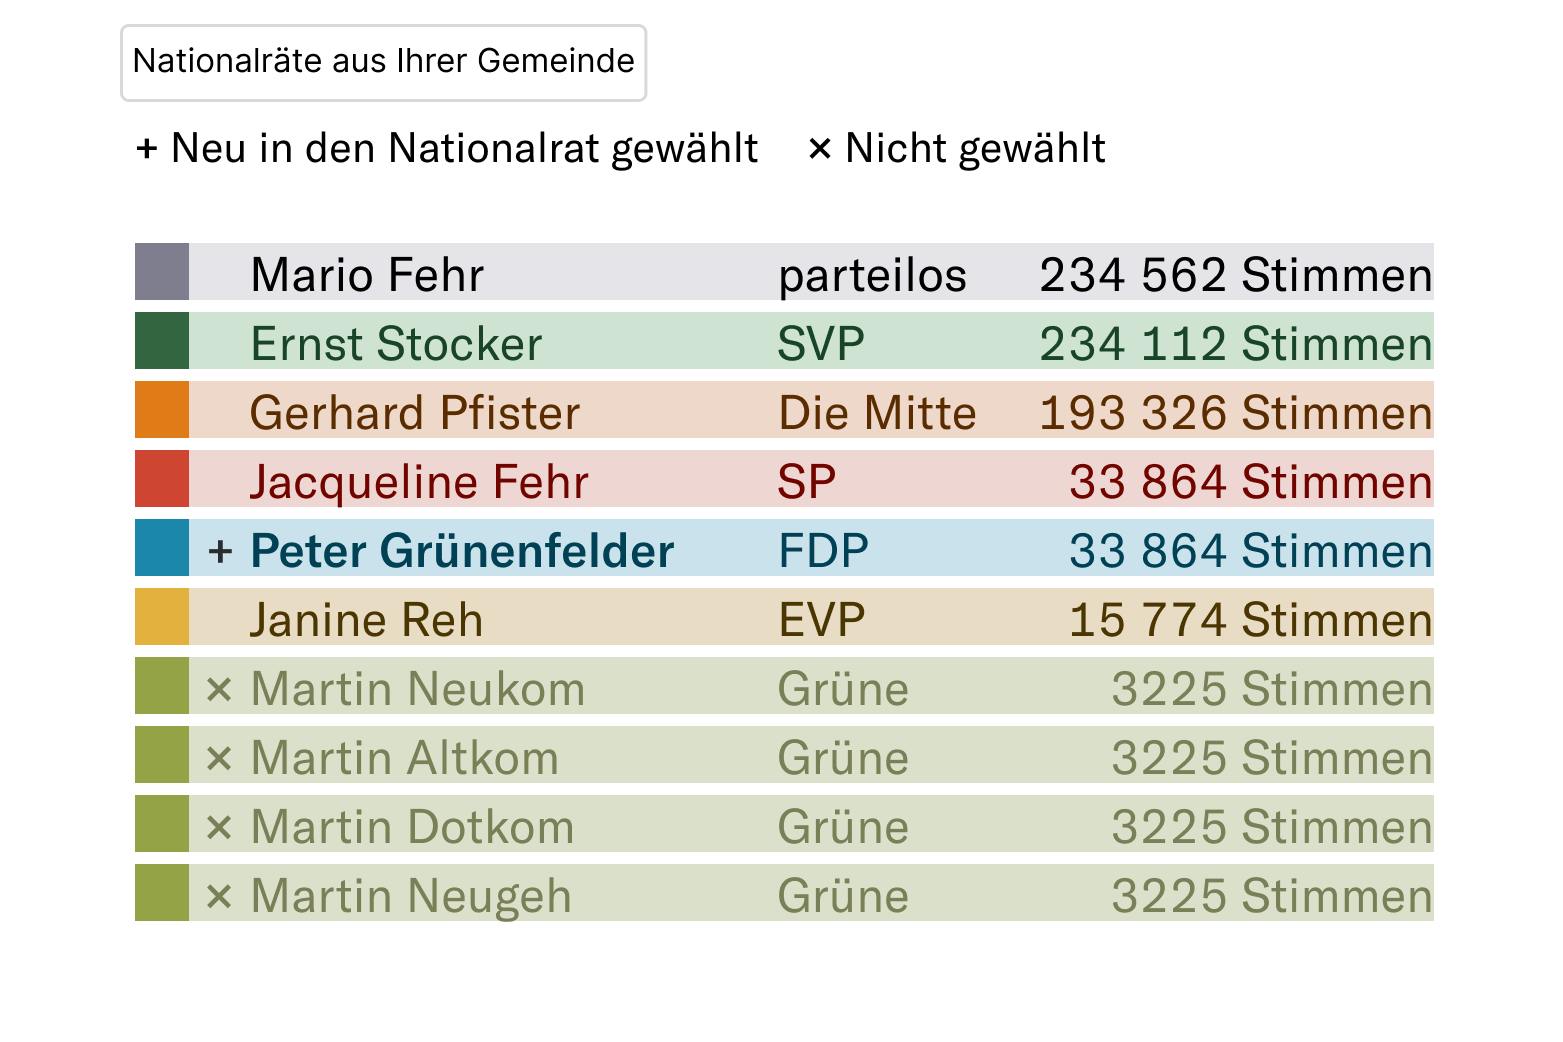 Nationalräte aus Ihrer Gemeinde
+ Neu in den Nationalrat gewählt × Nicht gewählt
Mario Fehr parteilos 234 562 Stimmen
Ernst Stocker SVP 234 112 Stimmen
Gerhard Pfister Die Mitte 193 326 Stimmen
Jacqueline Fehr SP 33 864 Stimmen
+ Peter Grünenfelder FDP 33 864 Stimmen
Janine Reh EVP 15 774 Stimmen
× Martin Neukom Grüne 3225 Stimmen
× Martin Altkom Grüne 3225 Stimmen
× Martin Dotkom Grüne 3225 Stimmen
× Martin Neugeh Grüne 3225 Stimmen